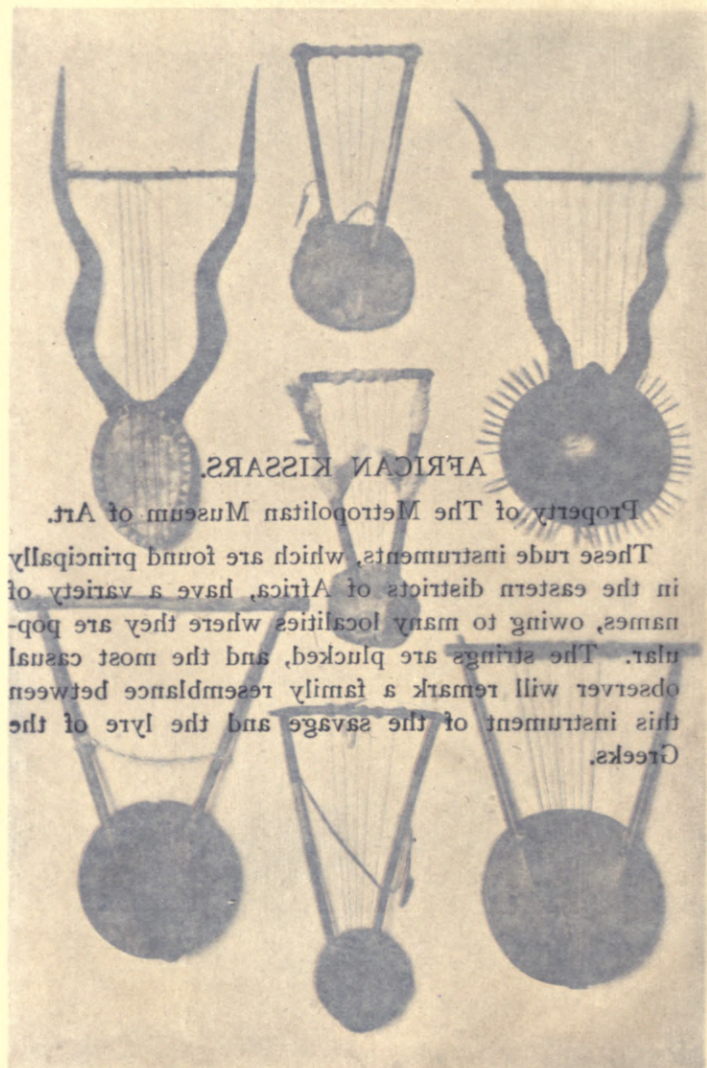 AFRICAN KISSARS.
Property of The Metropolitan Museum of Art.
These rude instruments, which are found principally
in the eastern districts of Africa, have a variety of
names, owing to many localities where they are pop-
ular. The strings are plucked, and the most casual
observer will remark a family resemblance between
this instrument of the savage and the lyre of the
Greeks.